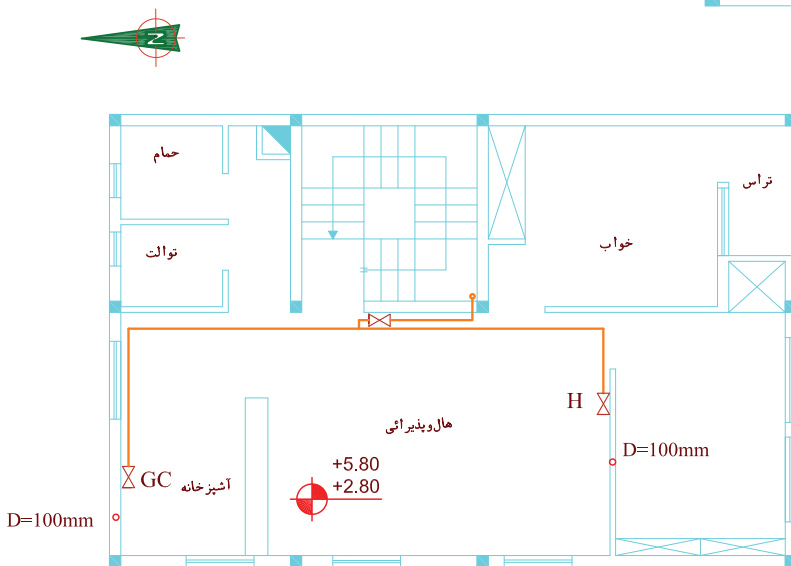 N
حمام
تراس
خواب
توالت
H
هال‌وپذیرائی
D=100mm
+5.80
+2.80
GC
آشپزخانه
D=100mm